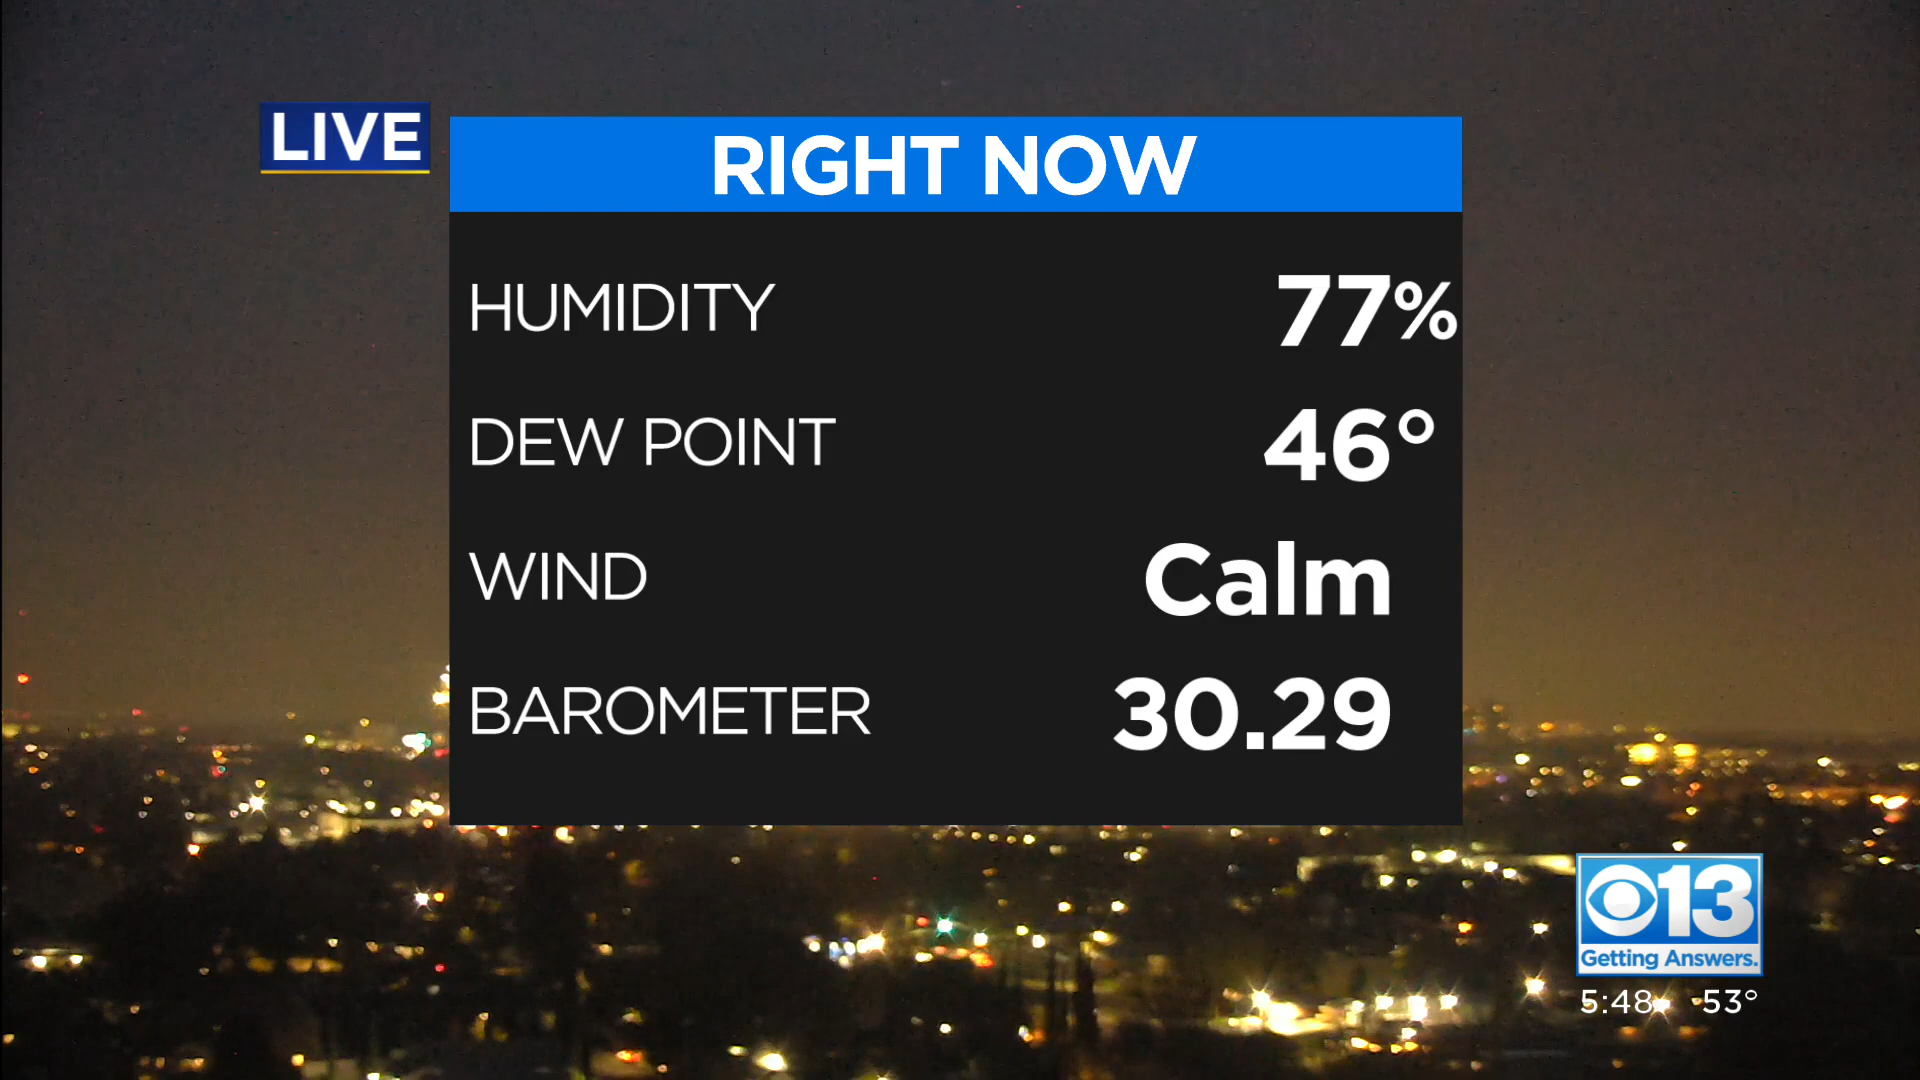 LIVE
RIGHT NOW
HUMIDITY 77%
DEW POINT 46°
WIND Calm
BAROMETER 30.29
13
Getting Answers.
5:48 53°